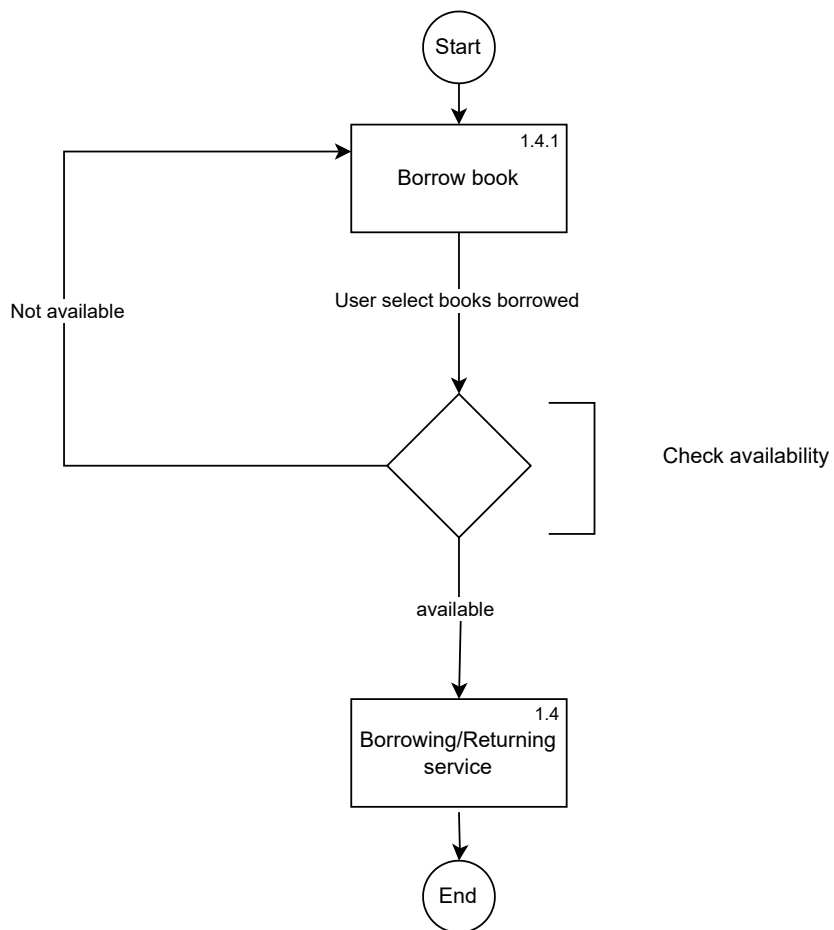 Start
1.4.1
Borrow book
User select books borrowed
Not available
Check availability
available
1.4
Borrowing/Returning
service
End